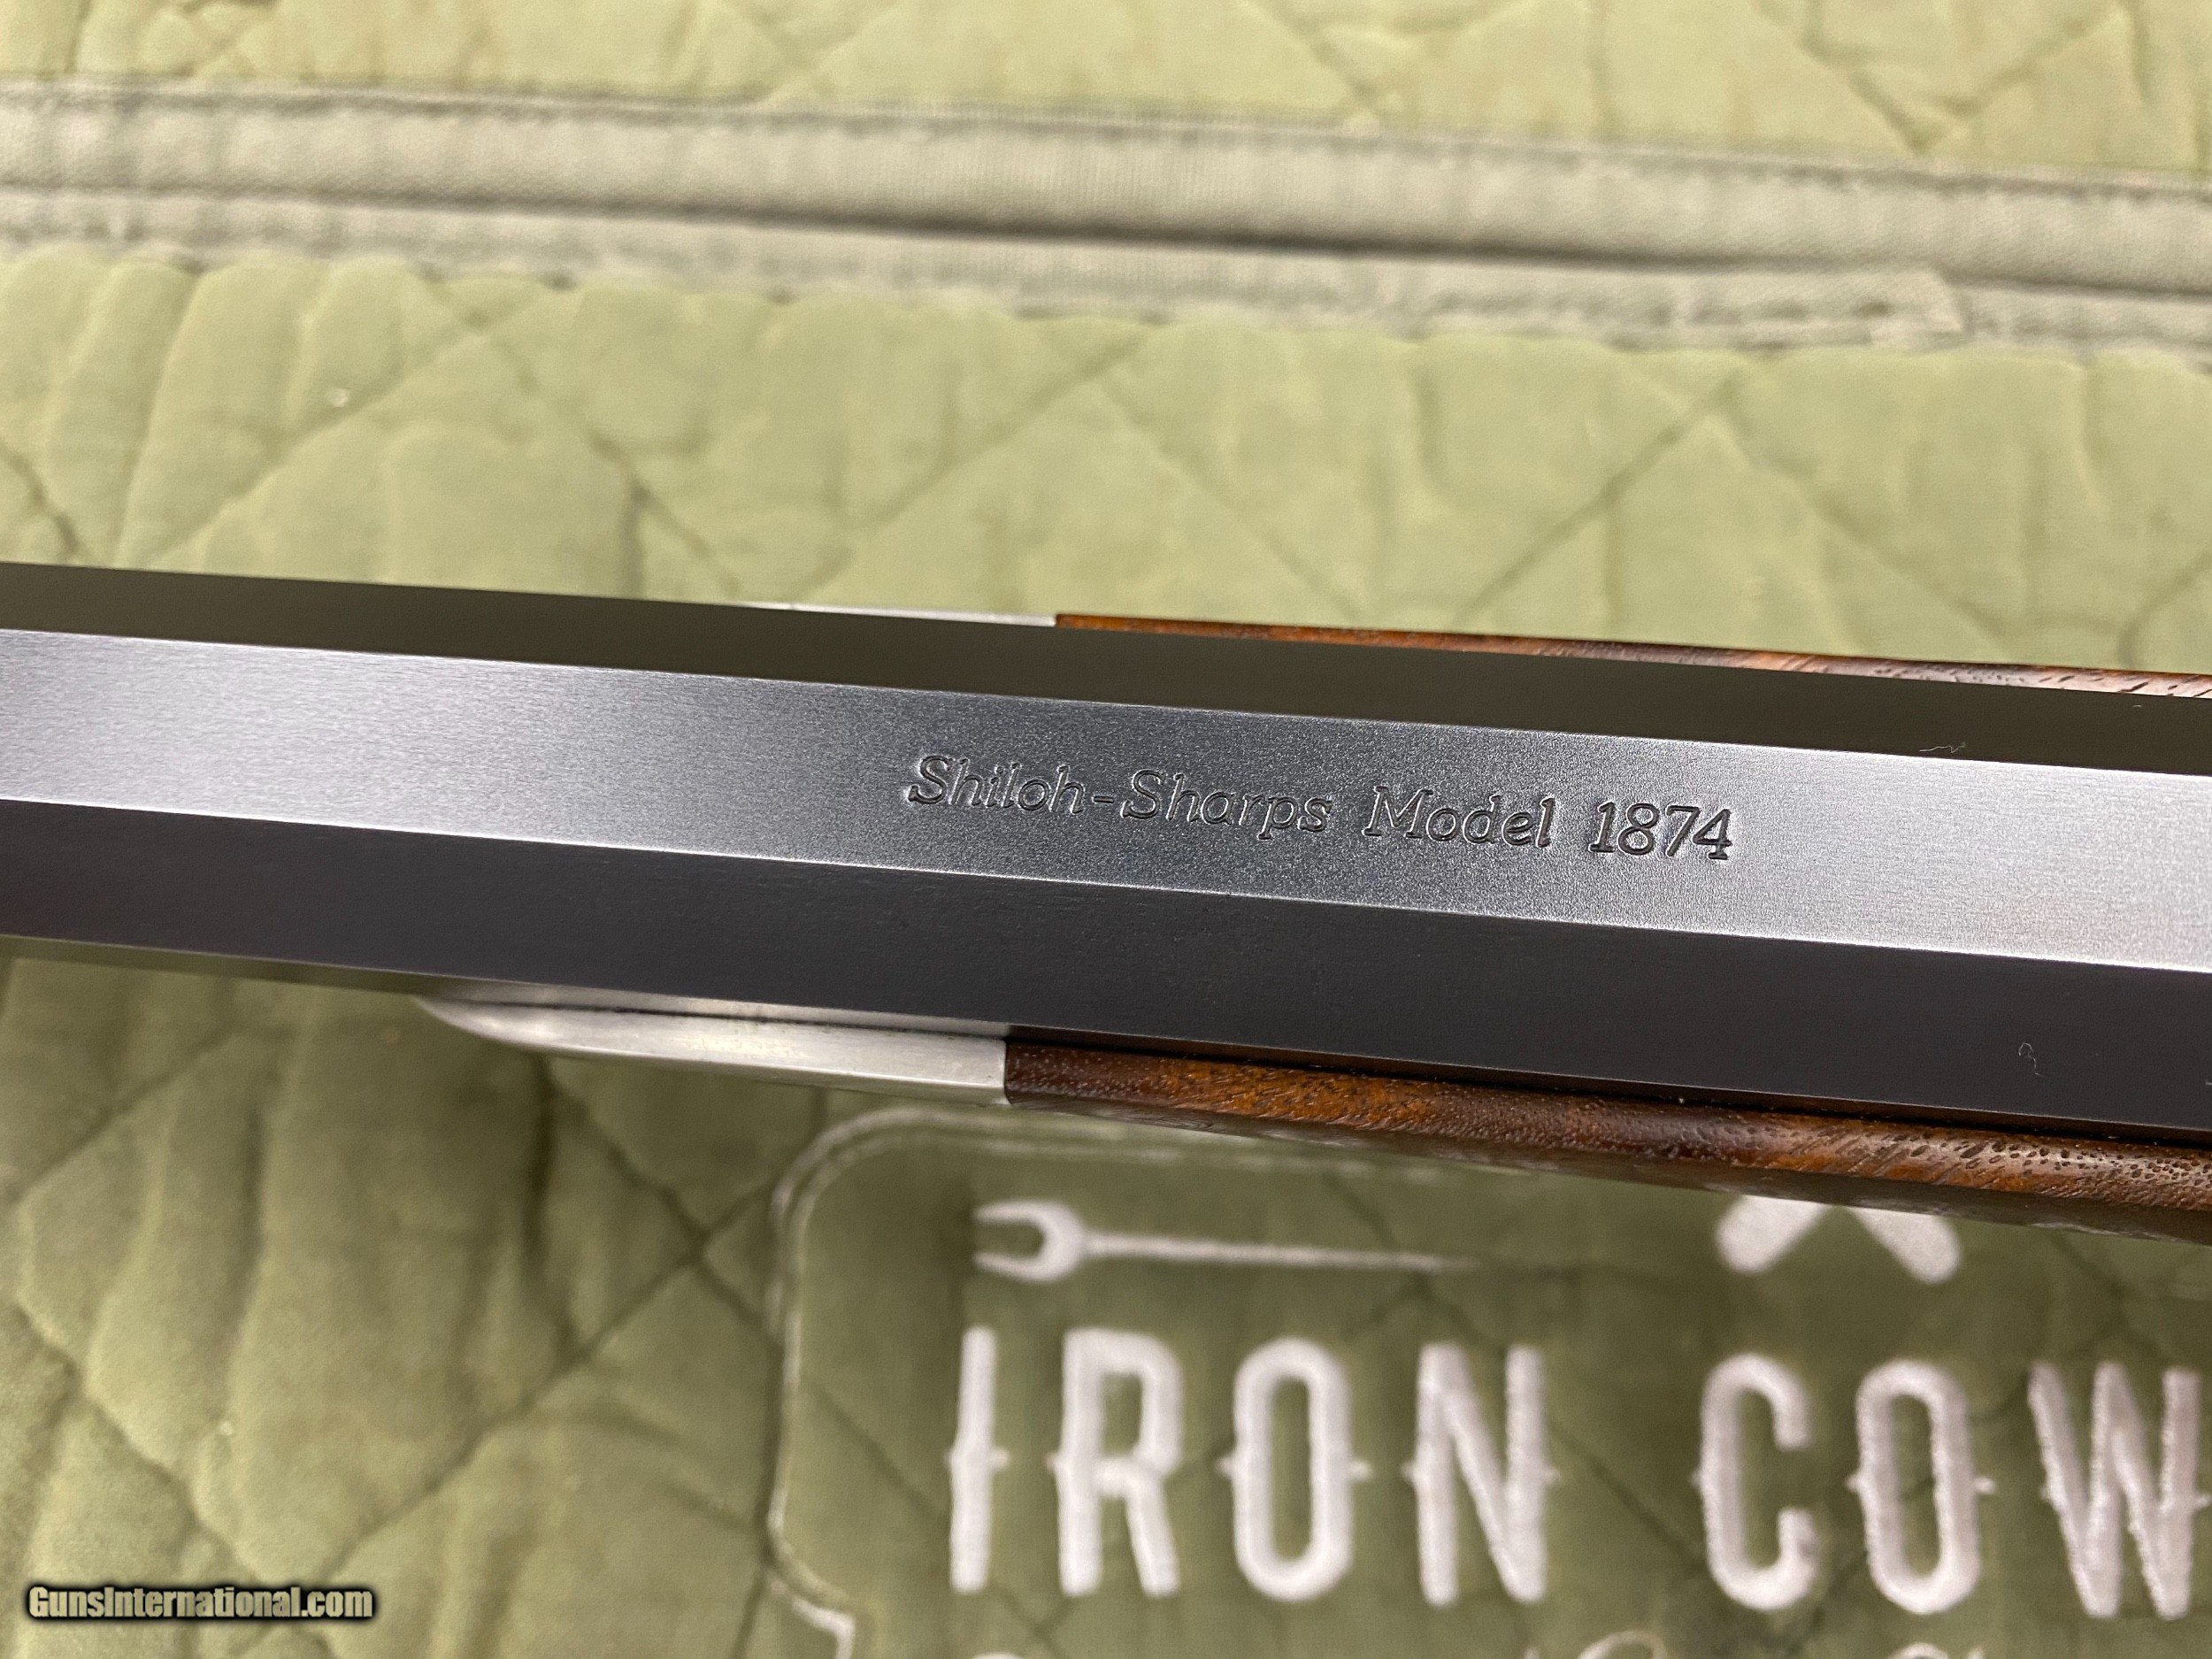 Shiloh-Sharps Model 1874
IRON COW
GunsInternational.com